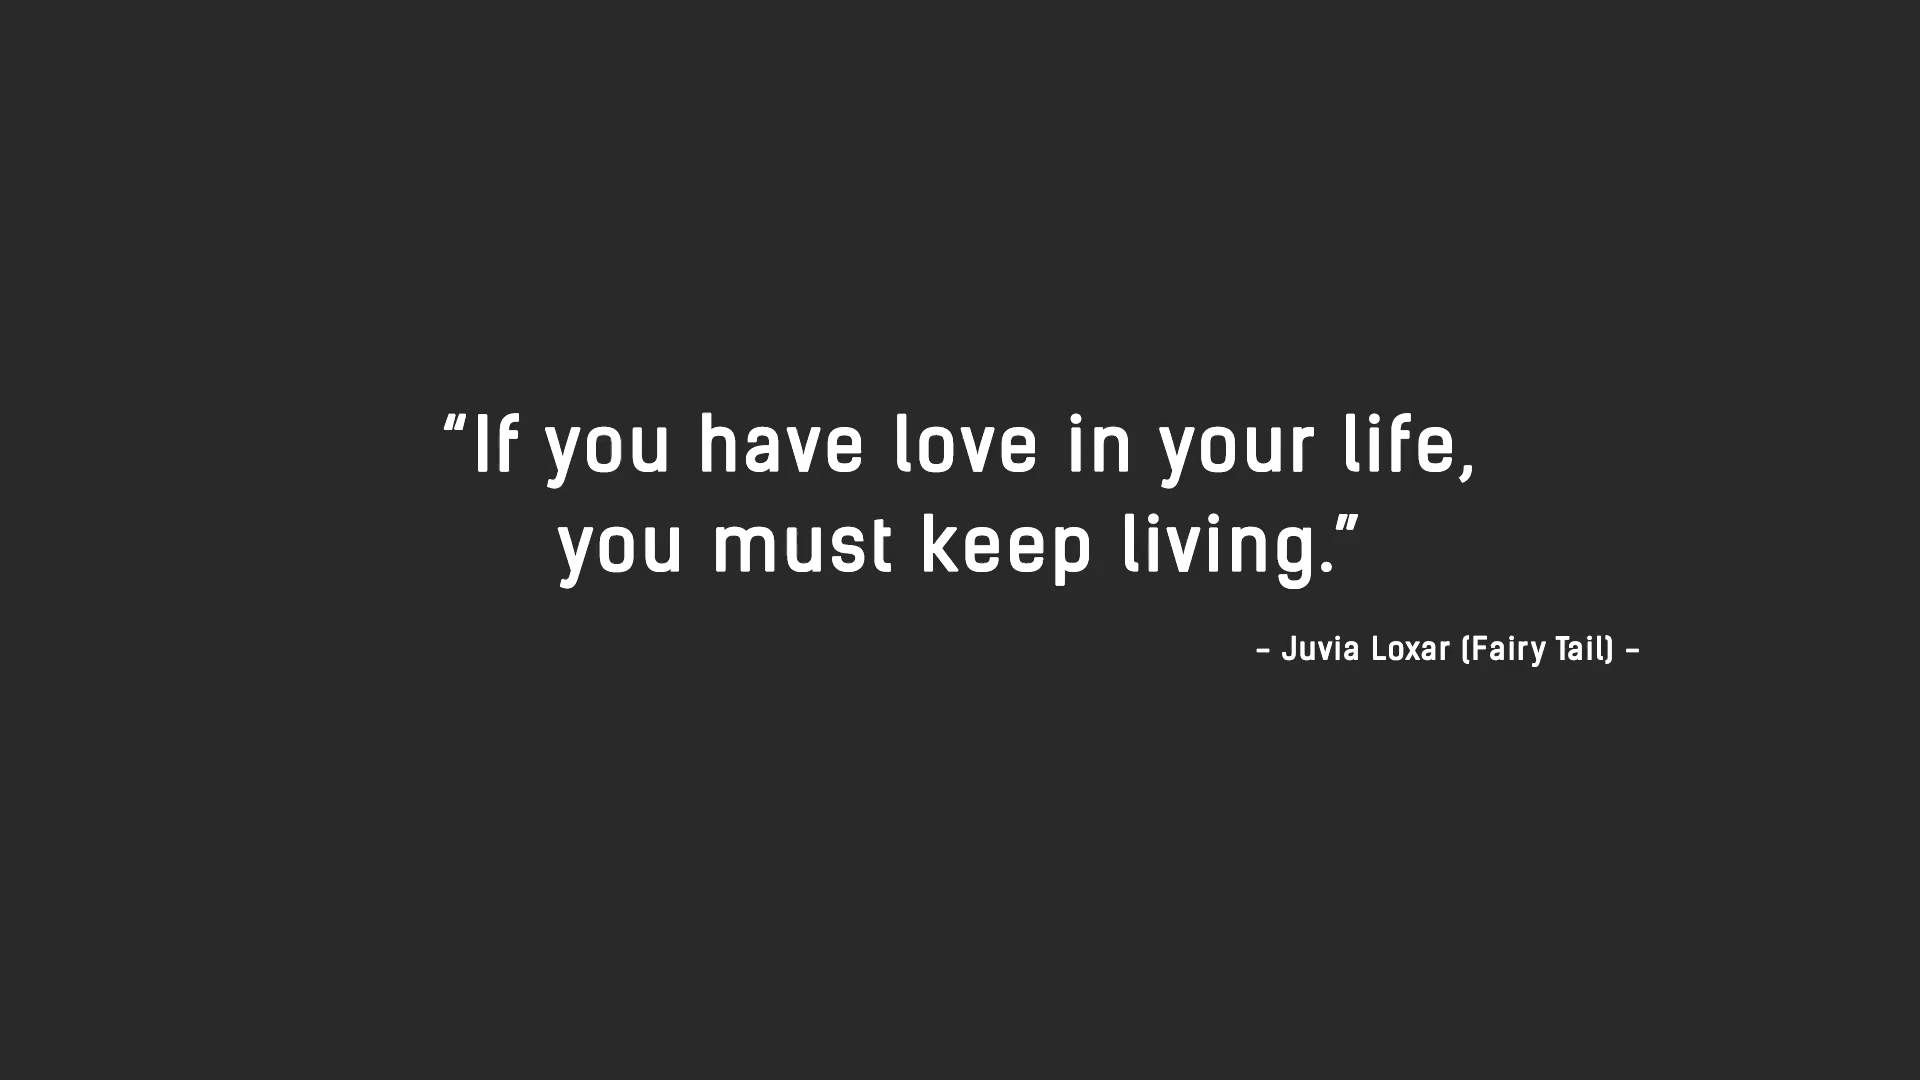 “If you have love in your life,
you must keep living.”
- Juvia Loxar (Fairy Tail) -